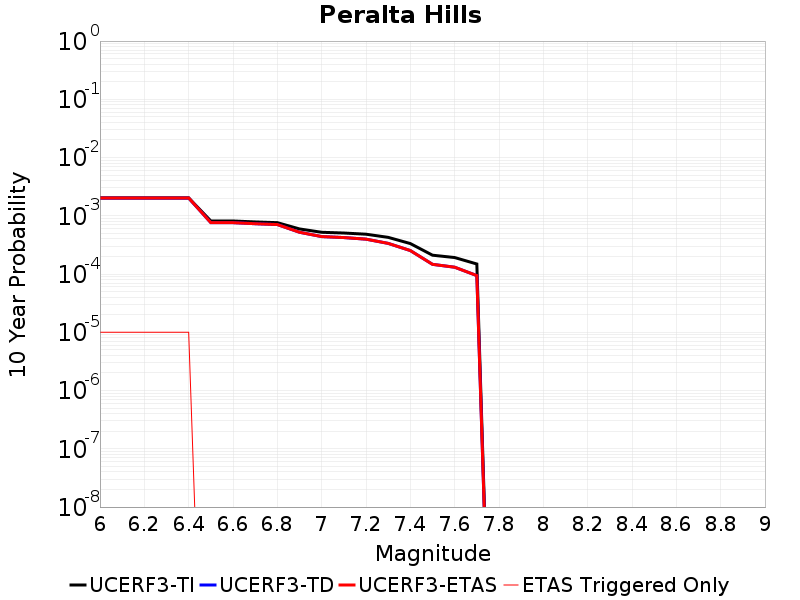 Peralta Hills
10 Year Probability
10^0
10^-1
10^-2
10^-3
10^-4
10^-5
10^-6
10^-7
10^-8
6 6.2 6.4 6.6 6.8 7 7.2 7.4 7.6 7.8 8 8.2 8.4 8.6 8.8 9
Magnitude
UCERF3-TI UCERF3-TD UCERF3-ETAS ETAS Triggered Only